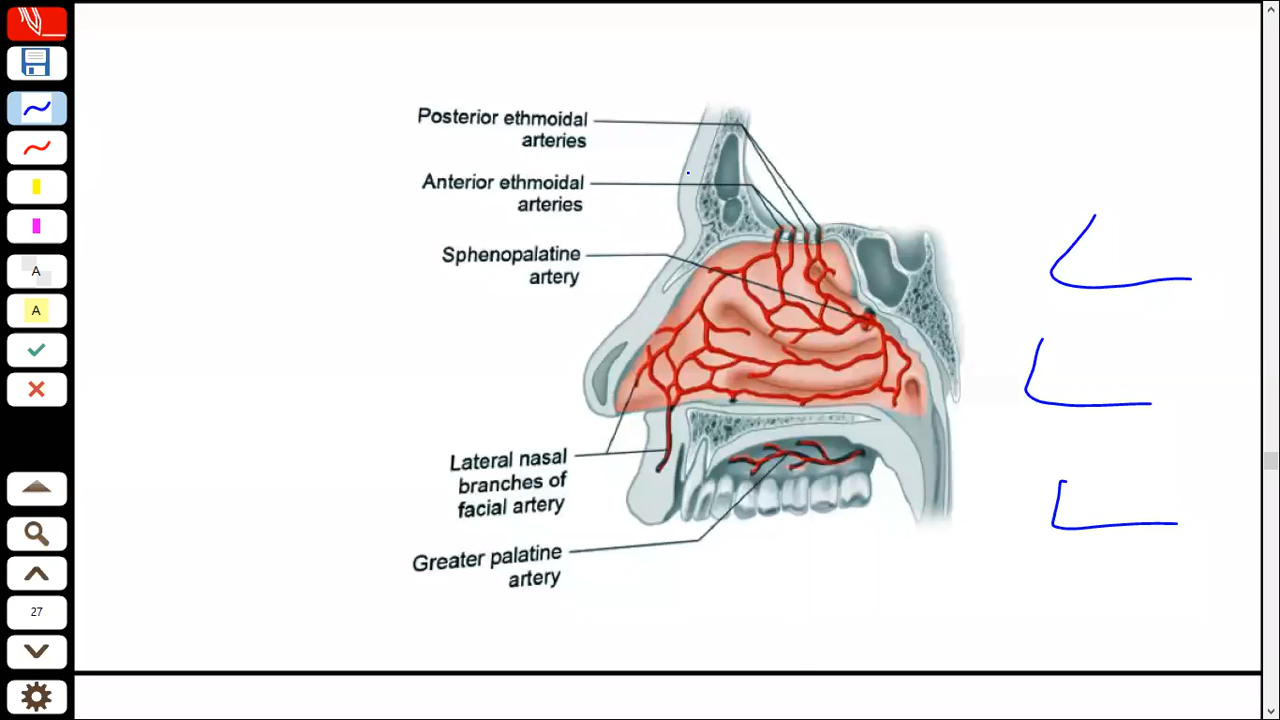 Posterior ethmoidal
arteries
Anterior ethmoidal
arteries
Sphenopalatine
artery
Lateral nasal
branches of
facial artery
Greater palatine
artery
A
A
27